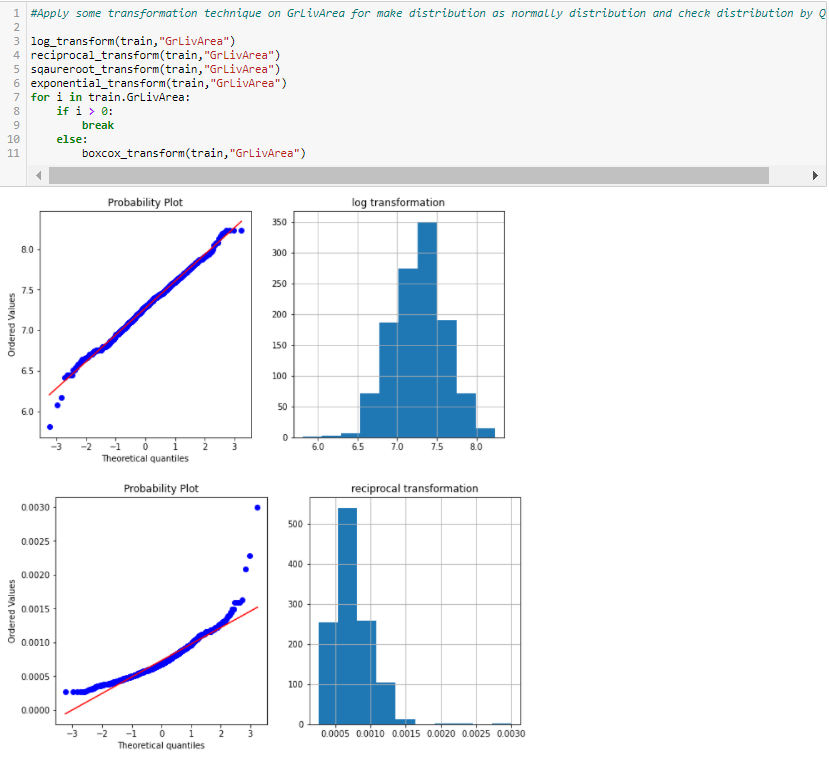 1 #Apply some transformation technique on GrLivArea for make distribution as normally distribution and check distribution by Q
2
3 log_transform(train,"GrLivArea")
4 reciprocal_transform(train,"GrLivArea")
5 sqaureroot_transform(train,"GrLivArea")
6 exponential_transform(train,"GrLivArea")
7 for i in train.GrLivArea:
8     if i > 0:
9         break
10     else:
11         boxcox_transform(train,"GrLivArea")
Probability Plot
8.0
7.5
7.0
6.5
6.0
Ordered Values
−3 −2 −1 0 1 2 3
Theoretical quantiles
log transformation
350
300
250
200
150
100
50
0
6.0 6.5 7.0 7.5 8.0
Probability Plot
0.0030
0.0025
0.0020
0.0015
0.0010
0.0005
0.0000
Ordered Values
−3 −2 −1 0 1 2 3
Theoretical quantiles
reciprocal transformation
500
400
300
200
100
0
0.0005 0.0010 0.0015 0.0020 0.0025 0.0030